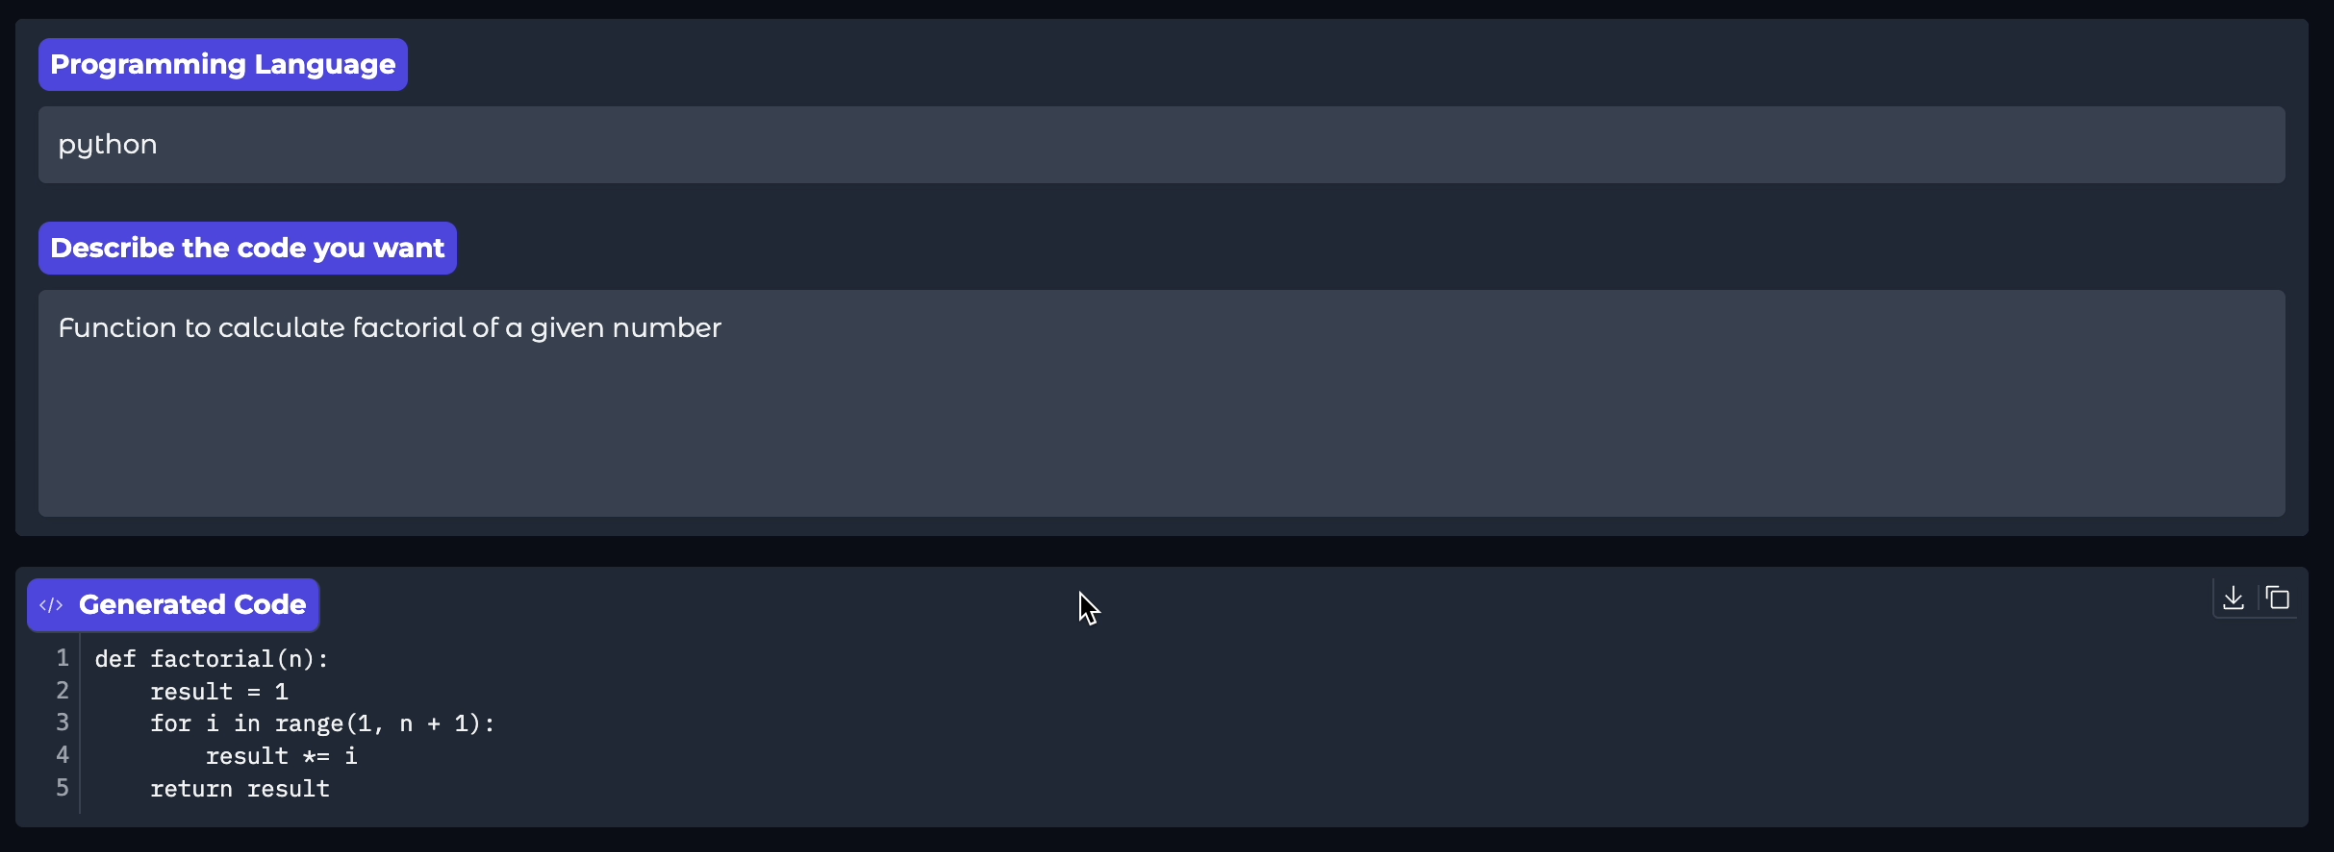 Programming Language
python
Describe the code you want
Function to calculate factorial of a given number
</> Generated Code
1 def factorial(n):
2     result = 1
3     for i in range(1, n + 1):
4         result *= i
5     return result